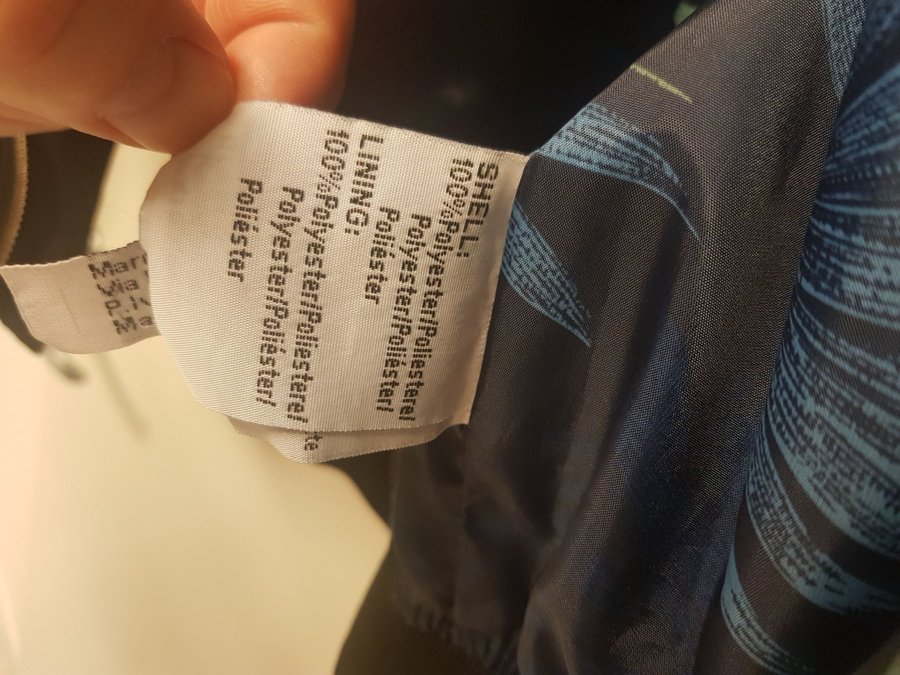 SHELL:
100%Polyester/Poliestere/
Polyester/Poliéster/
Poliéster
LINING:
100%Polyester/Poliestere/
Polyester/Poliéster/
Poliéster